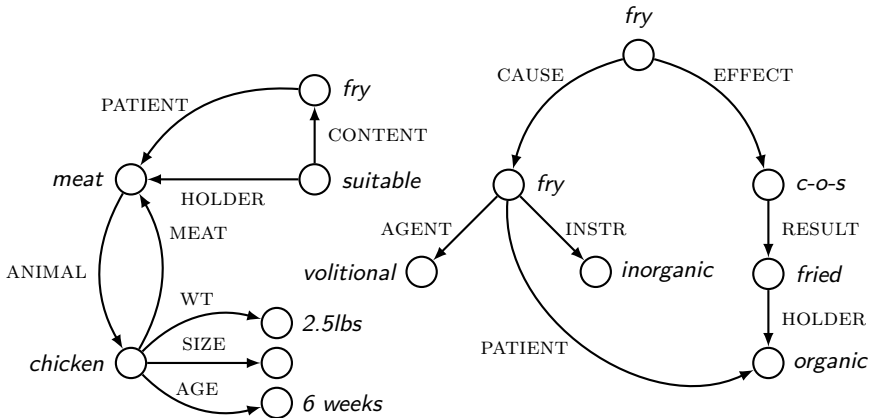 fry
CAUSE
EFFECT
fry
PATIENT
CONTENT
meat
suitable
HOLDER
fry
c-o-s
MEAT
AGENT
INSTR
RESULT
ANIMAL
volitional
inorganic
fried
WT
2.5lbs
HOLDER
SIZE
PATIENT
chicken
organic
AGE
6 weeks